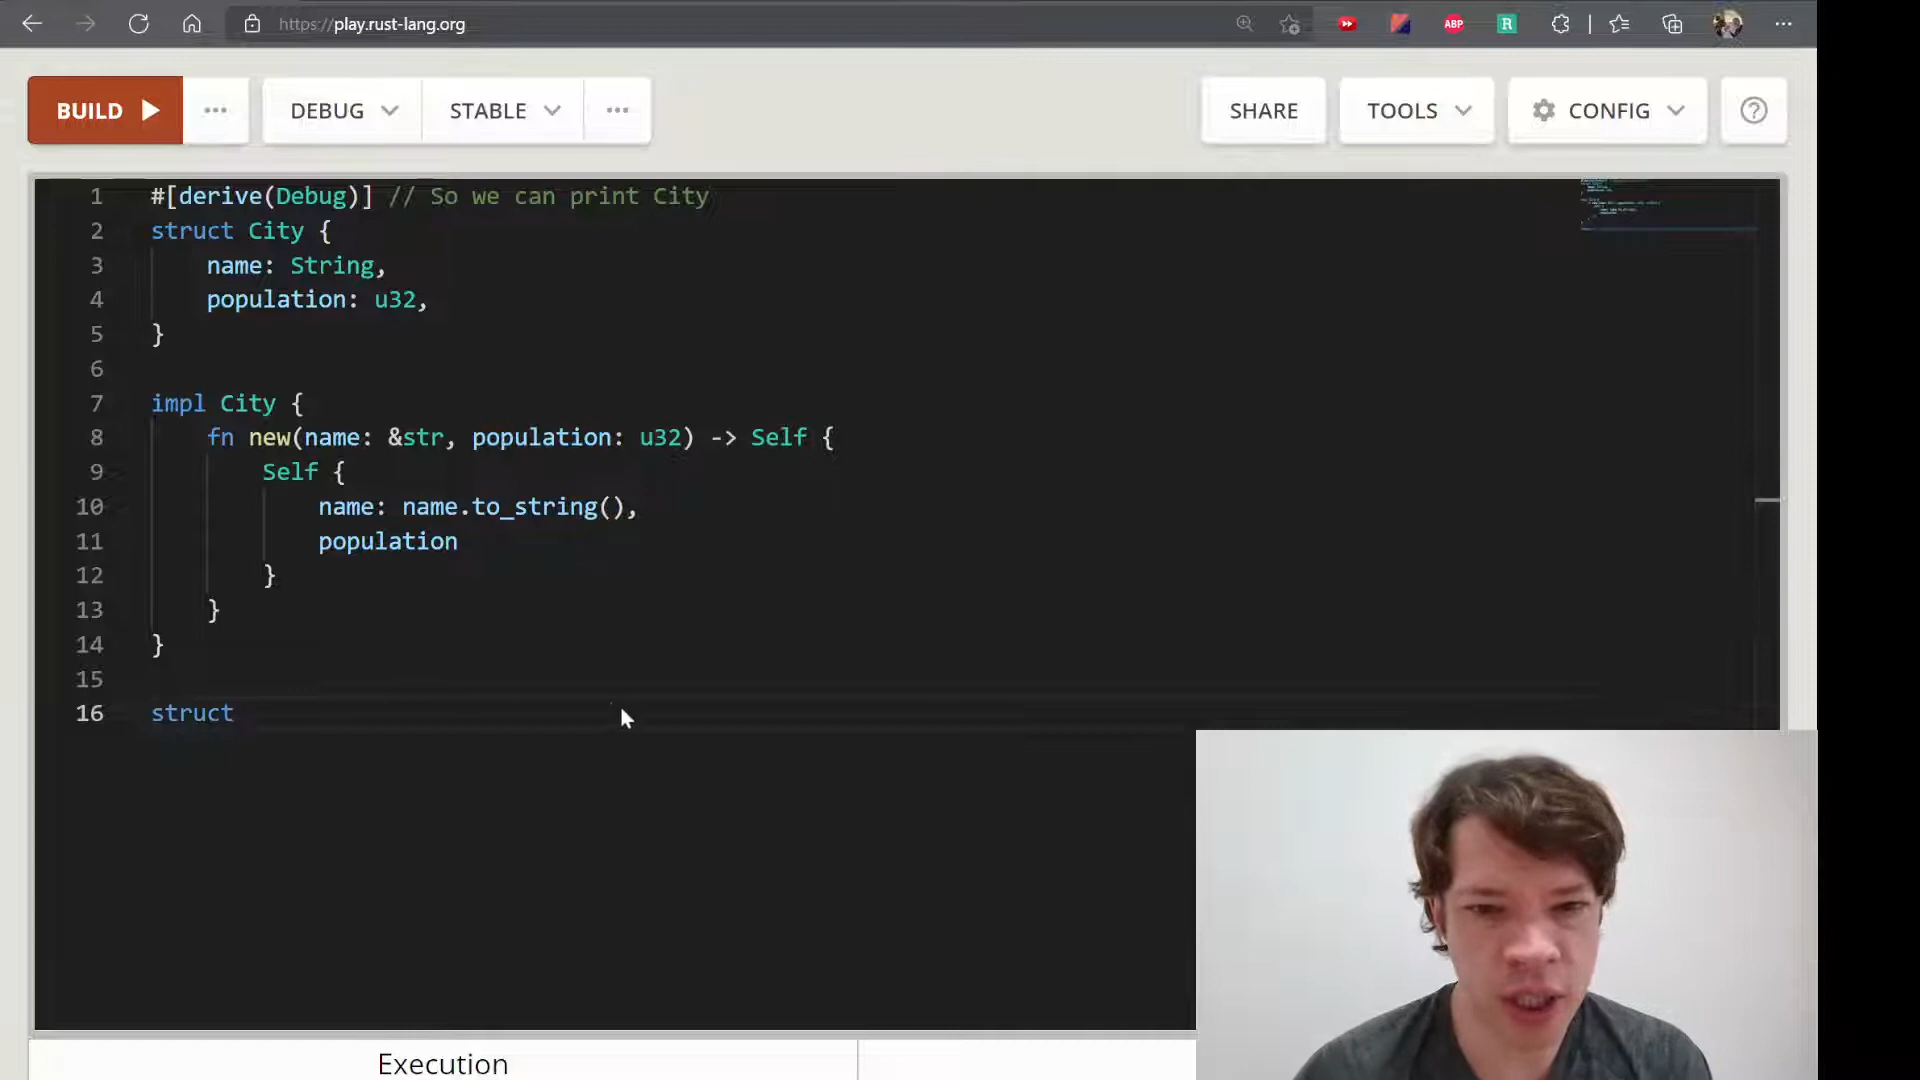 https://play.rust-lang.org
ABP
R
BUILD
DEBUG
STABLE
SHARE
TOOLS
CONFIG
1 #[derive(Debug)] // So we can print City
2 struct City {
3 name: String,
4 population: u32,
5 }
6
7 impl City {
8 fn new(name: &str, population: u32) -> Self {
9 Self {
10 name: name.to_string(),
11 population
12 }
13 }
14 }
15
16 struct
Execution